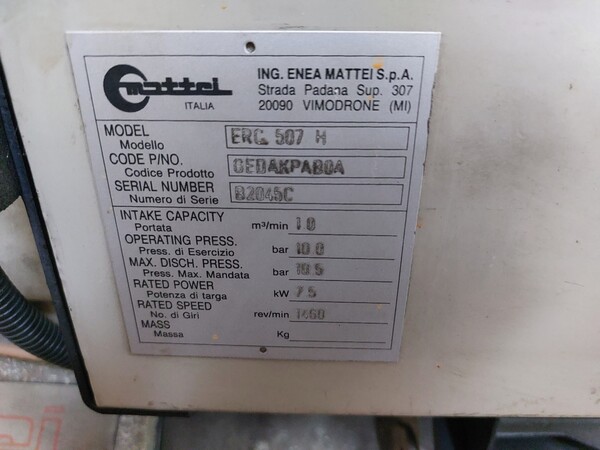 mattei
ITALIA
ING. ENEA MATTEI S.p.A.
Strada Padana Sup. 307
20090 VIMODRONE (MI)
MODEL ERC. 507 H
Modello
CODE P/NO.
Codice Prodotto
SERIAL NUMBER B2045C
Numero di Serie
INTAKE CAPACITY
Portata m³/min 1.0
OPERATING PRESS.
Press. di Esercizio bar 10.0
MAX. DISCH. PRESS.
Press. Max. Mandata bar 10.5
RATED POWER
Potenza di targa kW 7.5
RATED SPEED
No. di Giri rev/min 1460
MASS
Massa Kg